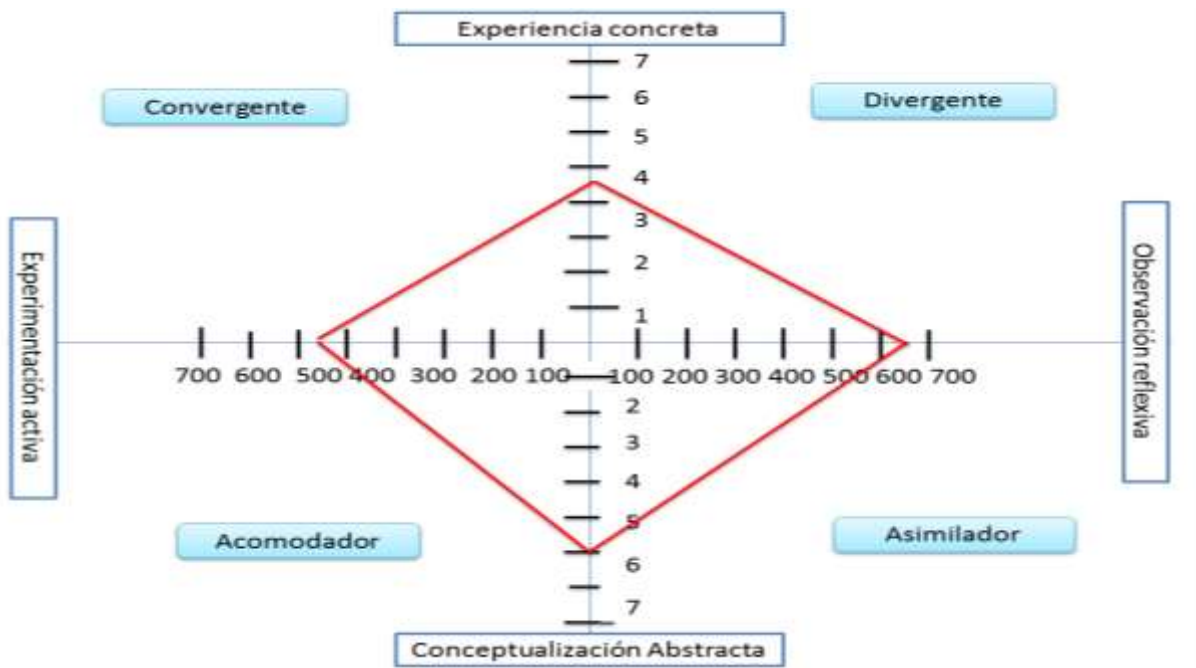 Experiencia concreta
7
Convergente
Divergente
6
5
4
3
2
1
Experimentación activa
Observación reflexiva
700 600 500 400 300 200 100 100 200 300 400 500 600 700
2
3
4
5
Acomodador
Asimilador
6
7
Conceptualización Abstracta